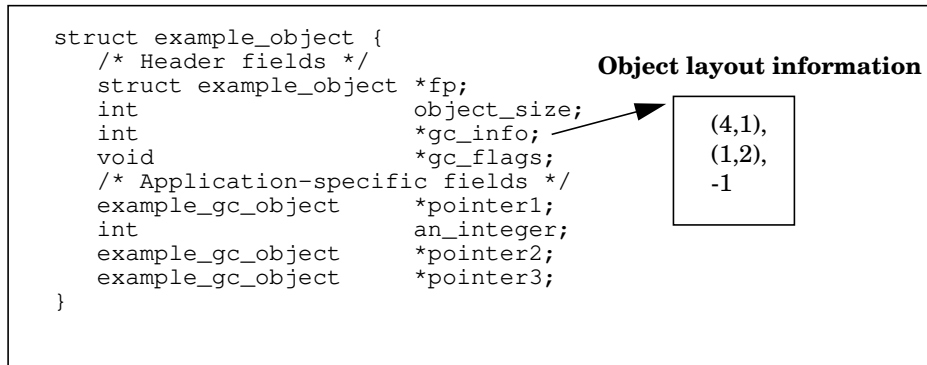 struct example_object {
/* Header fields */
struct example_object *fp;
int object_size;
int *gc_info;
void *gc_flags;
/* Application-specific fields */
example_gc_object *pointer1;
int an_integer;
example_gc_object *pointer2;
example_gc_object *pointer3;
}
Object layout information
(4,1),
(1,2),
-1